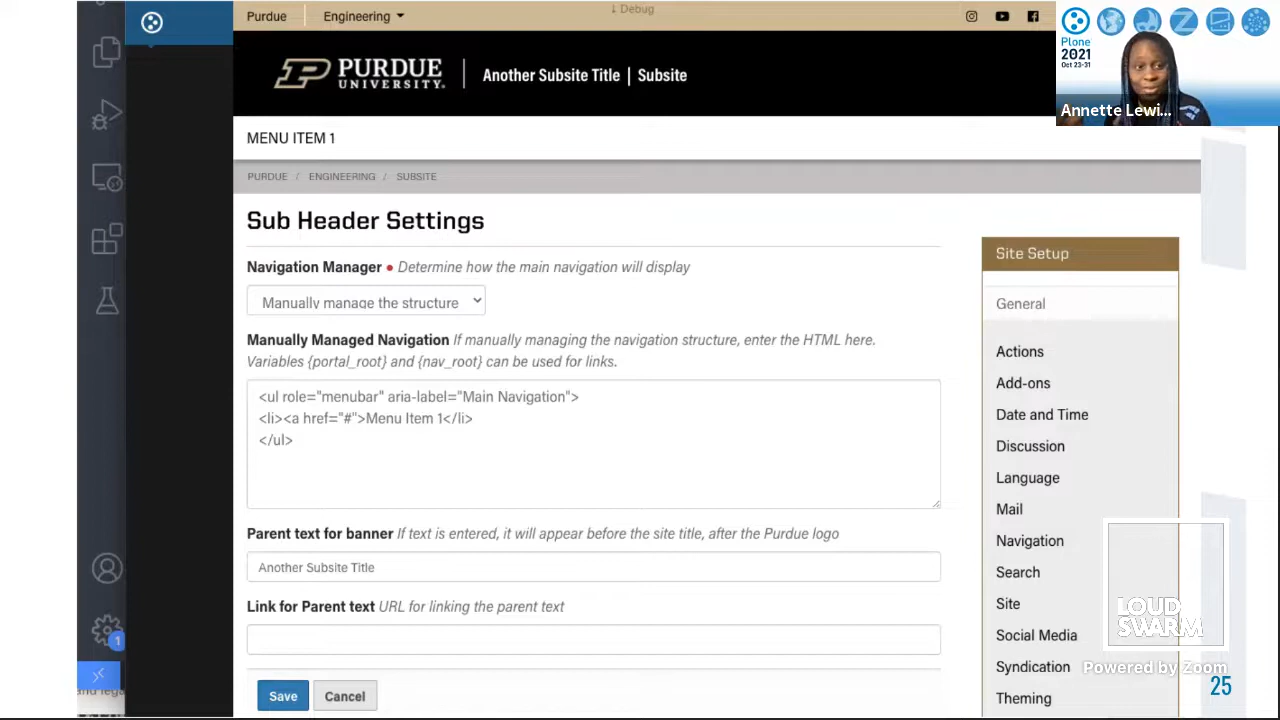 Purdue
Engineering
↓ Debug
PURDUE
UNIVERSITY®
Another Subsite Title | Subsite
Plone
2021
Oct 23-31
Annette Lewi...
MENU ITEM 1
PURDUE / ENGINEERING / SUBSITE
Sub Header Settings
Navigation Manager • Determine how the main navigation will display
Manually manage the structure
Manually Managed Navigation If manually managing the navigation structure, enter the HTML here.
Variables {portal_root} and {nav_root} can be used for links.
<ul role="menubar" aria-label="Main Navigation">
<li><a href="#">Menu Item 1</li>
</ul>
Parent text for banner If text is entered, it will appear before the site title, after the Purdue logo
Another Subsite Title
Link for Parent text URL for linking the parent text
Save
Cancel
Site Setup
General
Actions
Add-ons
Date and Time
Discussion
Language
Mail
Navigation
Search
Site
Social Media
Syndication
Theming
LOUD
SWARM
Powered by Zoom
25
1
and lega